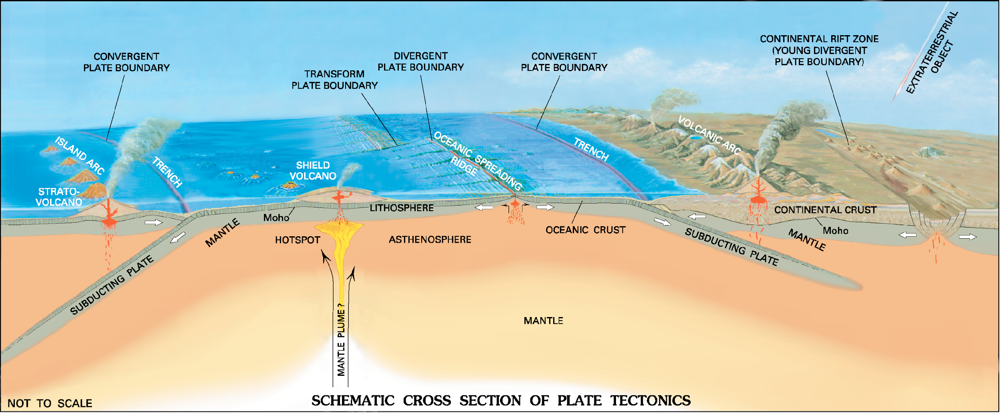 CONVERGENT
PLATE BOUNDARY
TRANSFORM
PLATE BOUNDARY
DIVERGENT
PLATE BOUNDARY
CONVERGENT
PLATE BOUNDARY
CONTINENTAL RIFT ZONE
(YOUNG DIVERGENT
PLATE BOUNDARY)
EXTRATERRESTRIAL
OBJECT
ISLAND ARC
TRENCH
STRATO-
VOLCANO
SHIELD
VOLCANO
OCEANIC SPREADING
RIDGE
TRENCH
VOLCANIC ARC
LITHOSPHERE
Moho
MANTLE
HOTSPOT
ASTHENOSPHERE
OCEANIC CRUST
CONTINENTAL CRUST
Moho
MANTLE
SUBDUCTING PLATE
SUBDUCTING PLATE
MANTLE PLUME?
MANTLE
NOT TO SCALE
SCHEMATIC CROSS SECTION OF PLATE TECTONICS